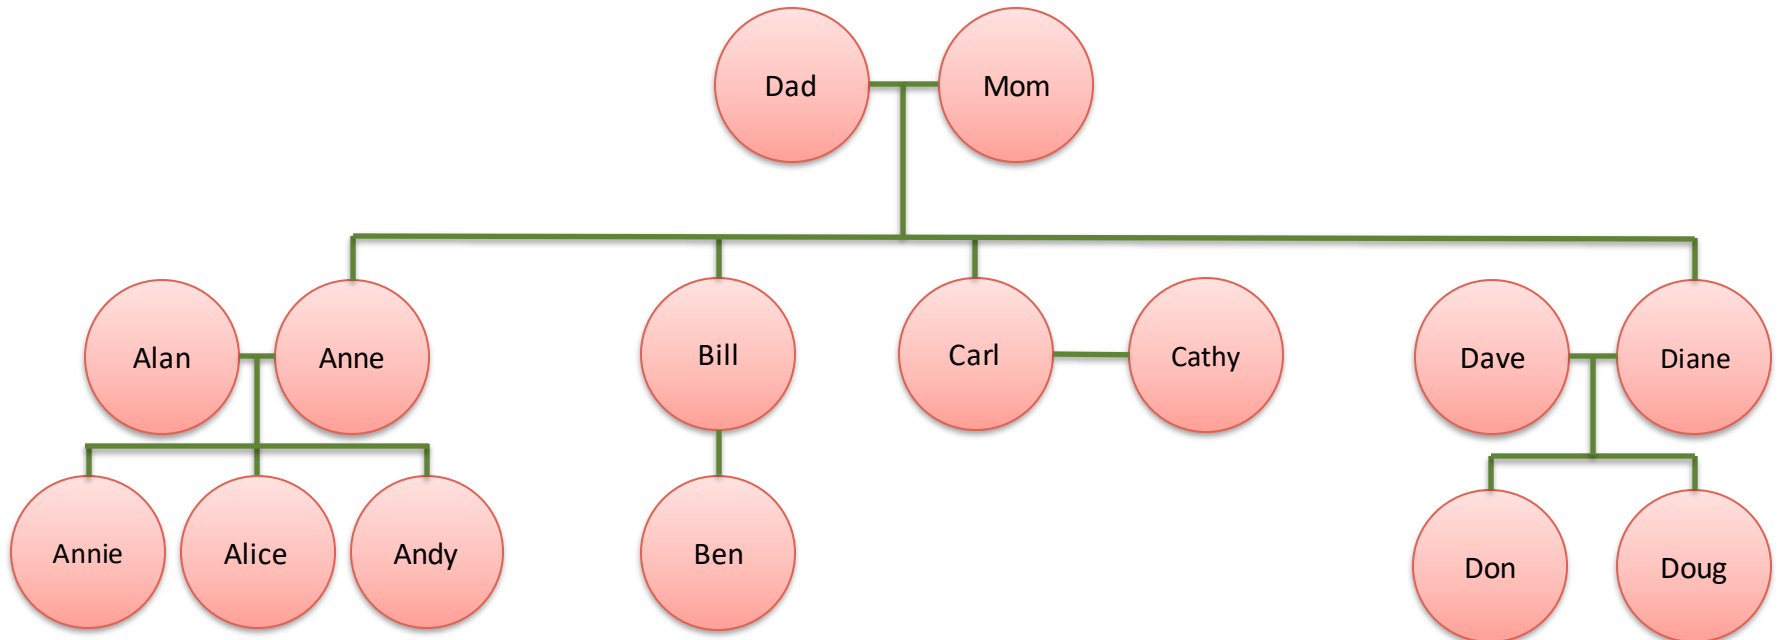 Dad
Mom
Alan
Anne
Bill
Carl
Cathy
Dave
Diane
Annie
Alice
Andy
Ben
Don
Doug